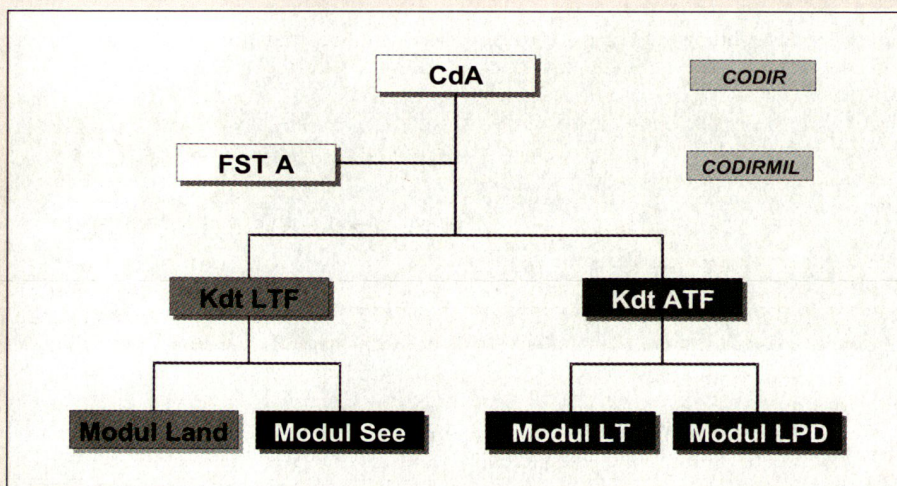 CdA
CODIR
FST A
CODIRMIL
Kdt LTF
Kdt ATF
Modul Land
Modul See
Modul LT
Modul LPD